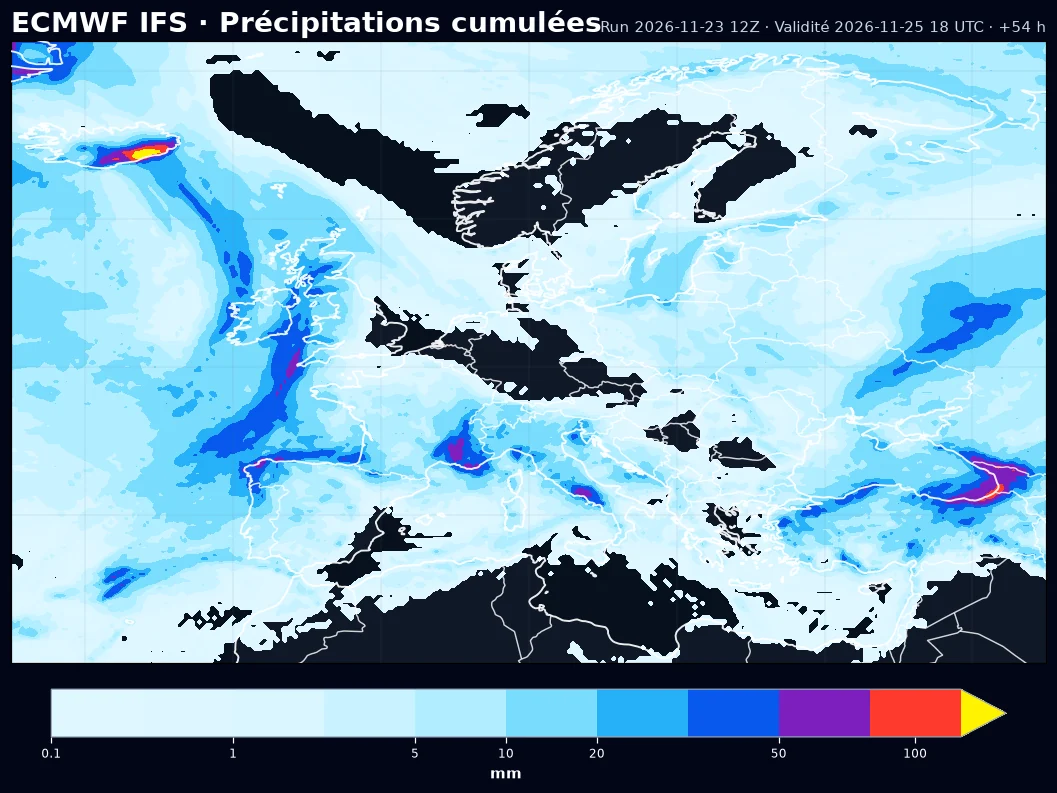 ECMWF IFS · Précipitations cumulées
Run 2026-11-23 12Z · Validité 2026-11-25 18 UTC · +54 h
0.1 1 5 10 20 50 100
mm